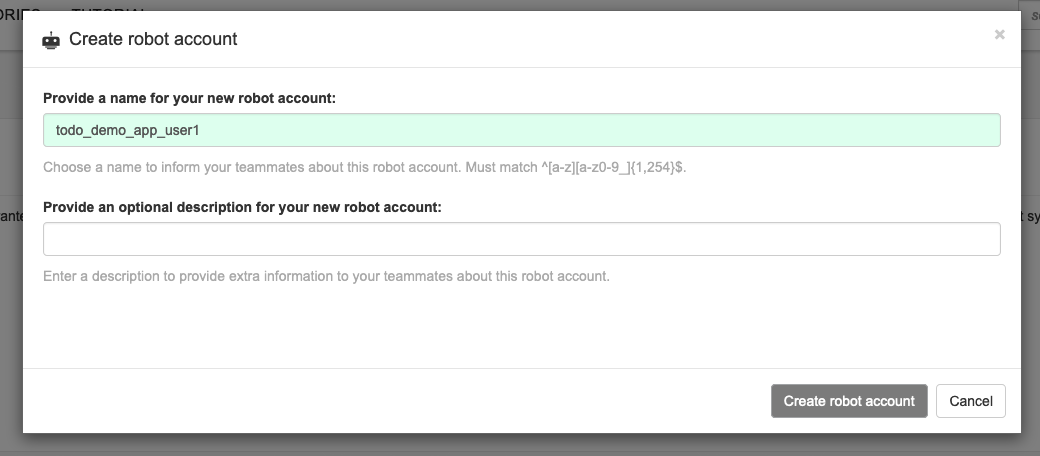 Create robot account
×
Provide a name for your new robot account:
todo_demo_app_user1
Choose a name to inform your teammates about this robot account. Must match ^[a-z][a-z0-9_]{1,254}$.
Provide an optional description for your new robot account:
Enter a description to provide extra information to your teammates about this robot account.
Create robot account Cancel